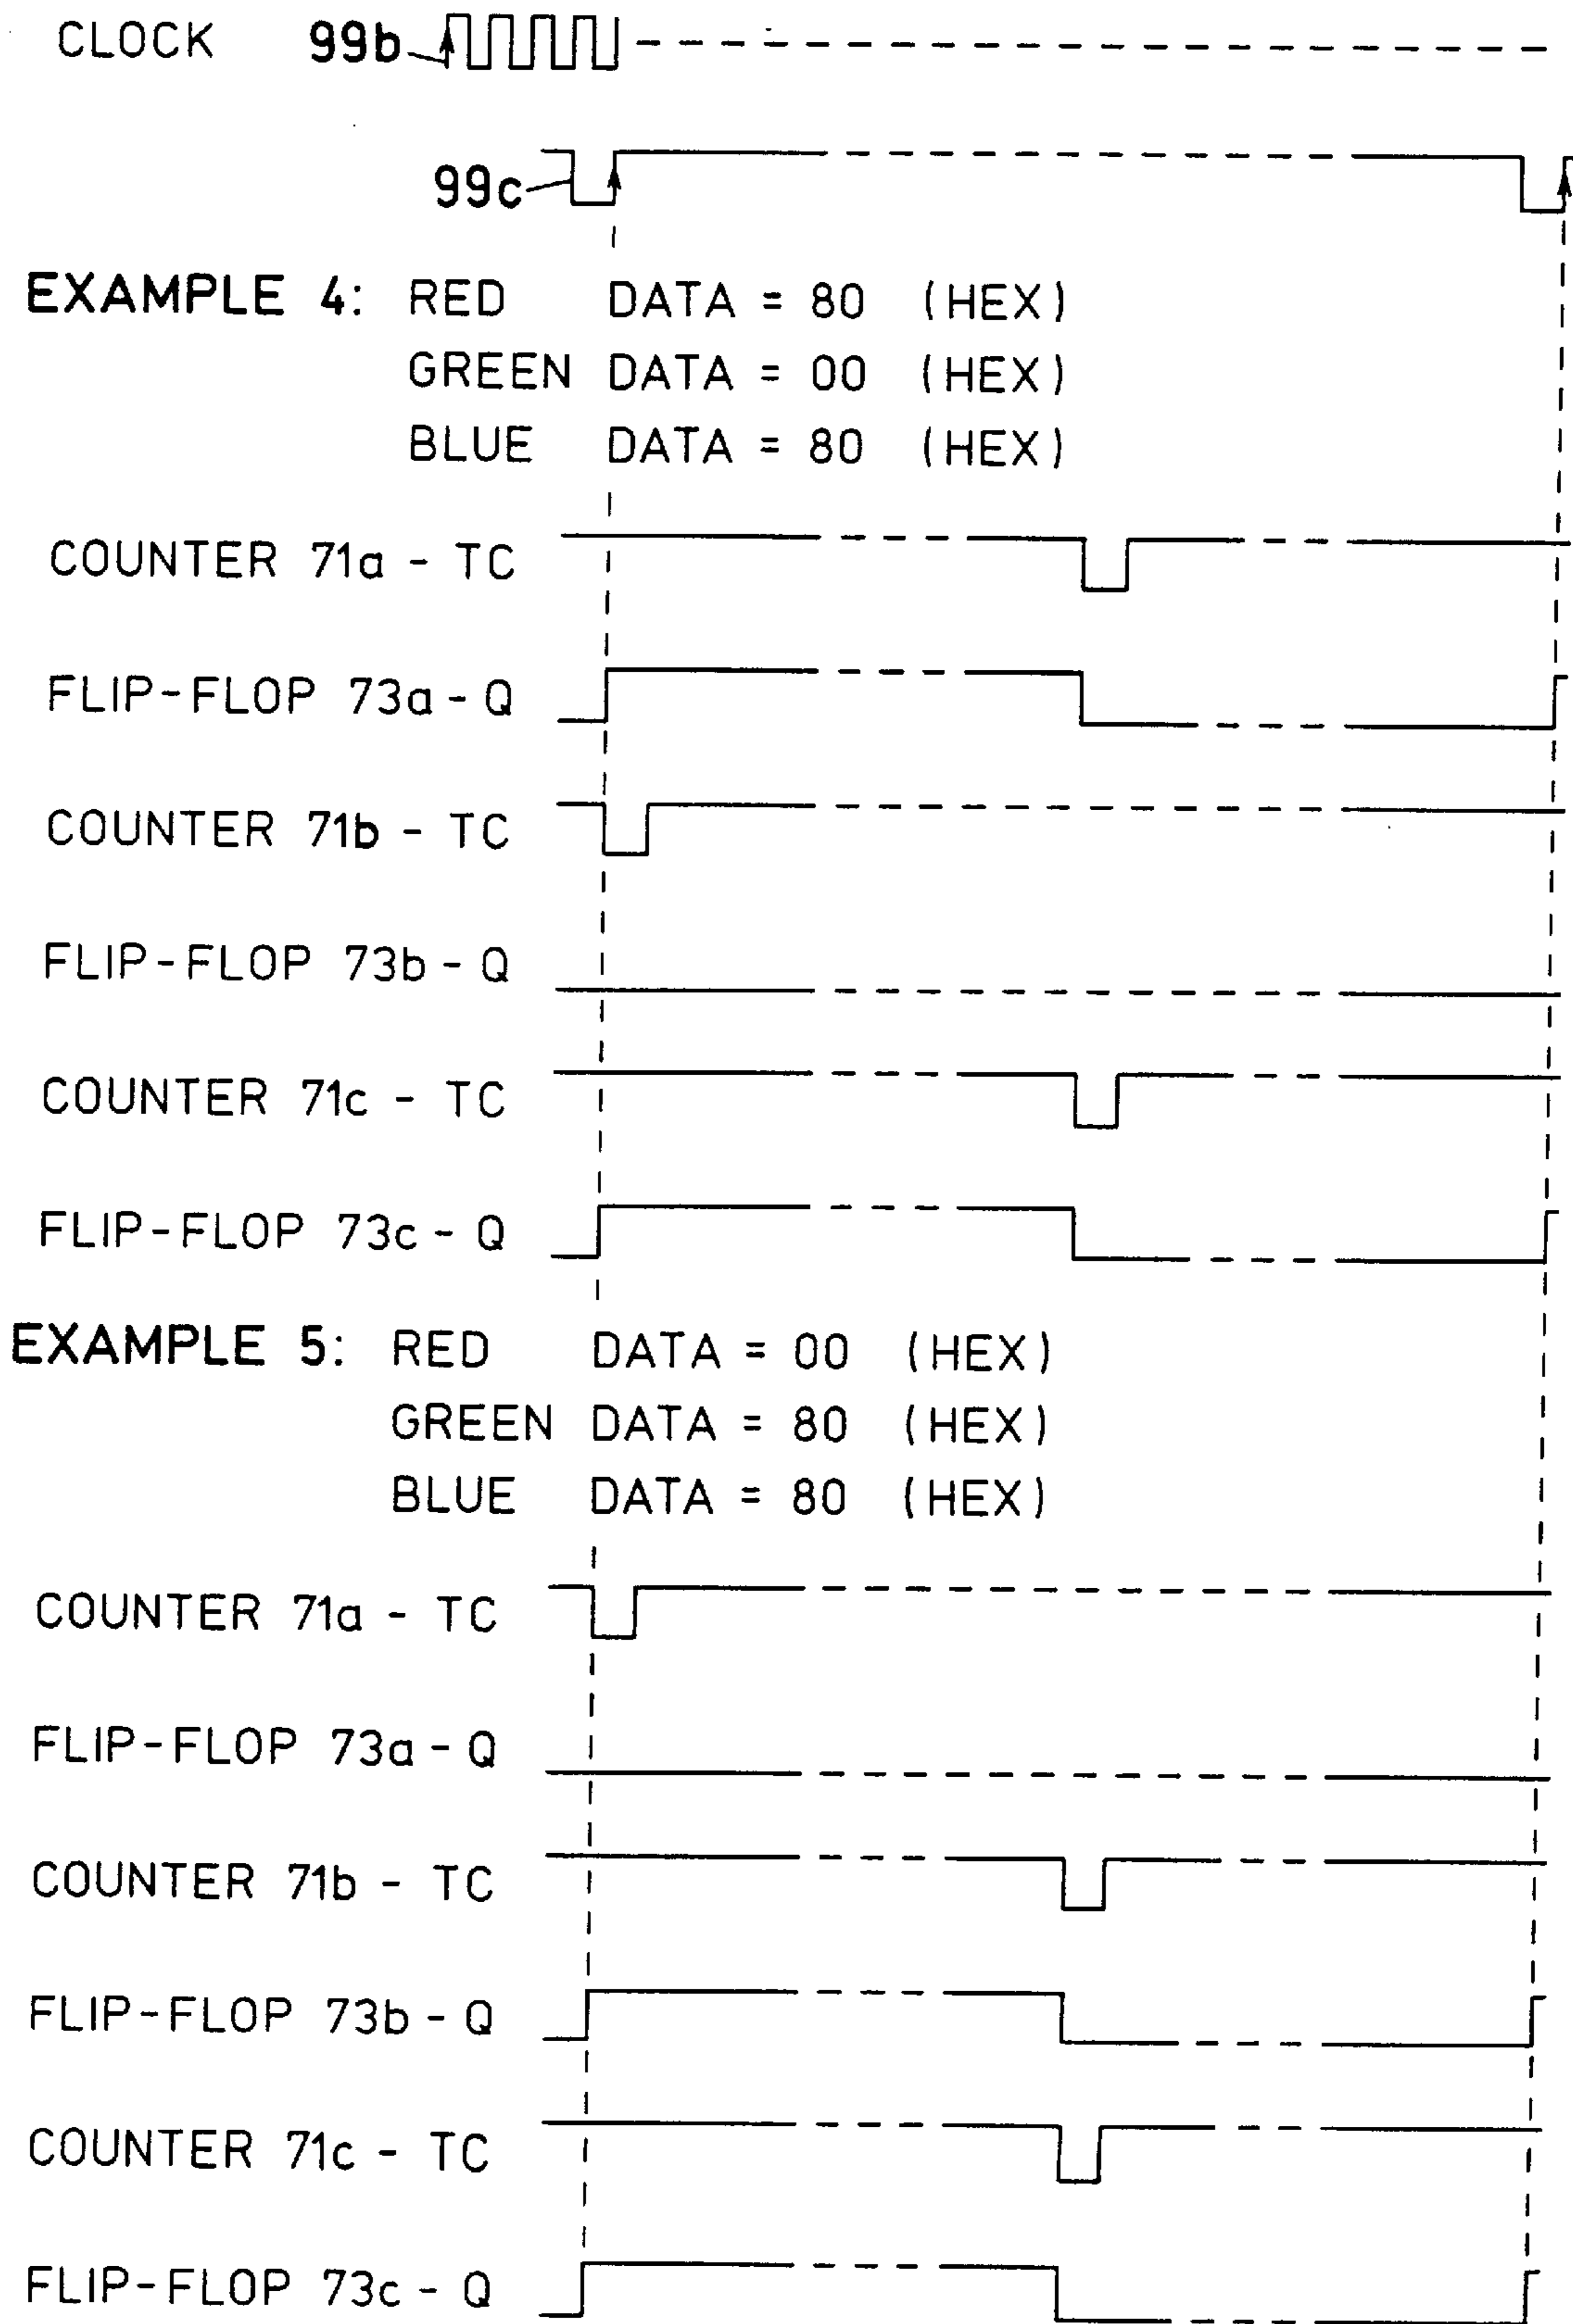 CLOCK 99b
99c
EXAMPLE 4: RED DATA = 80 (HEX)
GREEN DATA = 00 (HEX)
BLUE DATA = 80 (HEX)
COUNTER 71a - TC
FLIP-FLOP 73a - Q
COUNTER 71b - TC
FLIP-FLOP 73b - Q
COUNTER 71c - TC
FLIP-FLOP 73c - Q
EXAMPLE 5: RED DATA = 00 (HEX)
GREEN DATA = 80 (HEX)
BLUE DATA = 80 (HEX)
COUNTER 71a - TC
FLIP-FLOP 73a - Q
COUNTER 71b - TC
FLIP-FLOP 73b - Q
COUNTER 71c - TC
FLIP-FLOP 73c - Q